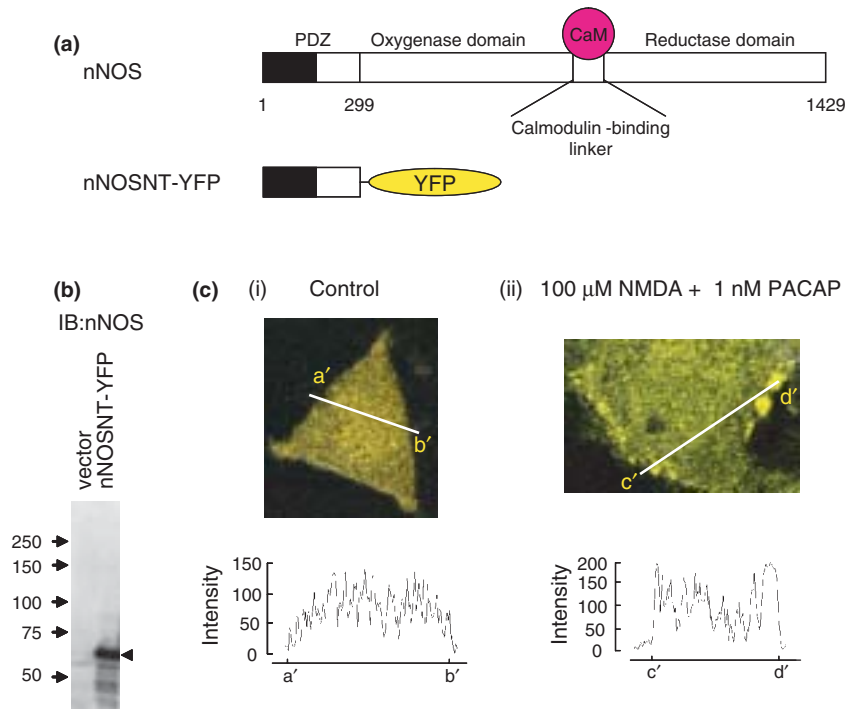 (a)
PDZ Oxygenase domain CaM Reductase domain
nNOS
1 299 1429
Calmodulin -binding
linker
nNOSNT-YFP YFP
(b)
IB:nNOS
vector
nNOSNT-YFP
250
150
100
75
50
(c) (i) Control
a′
b′
Intensity
150
100
50
0
a′ b′
(ii) 100 μM NMDA + 1 nM PACAP
d′
c′
Intensity
200
150
100
50
0
c′ d′